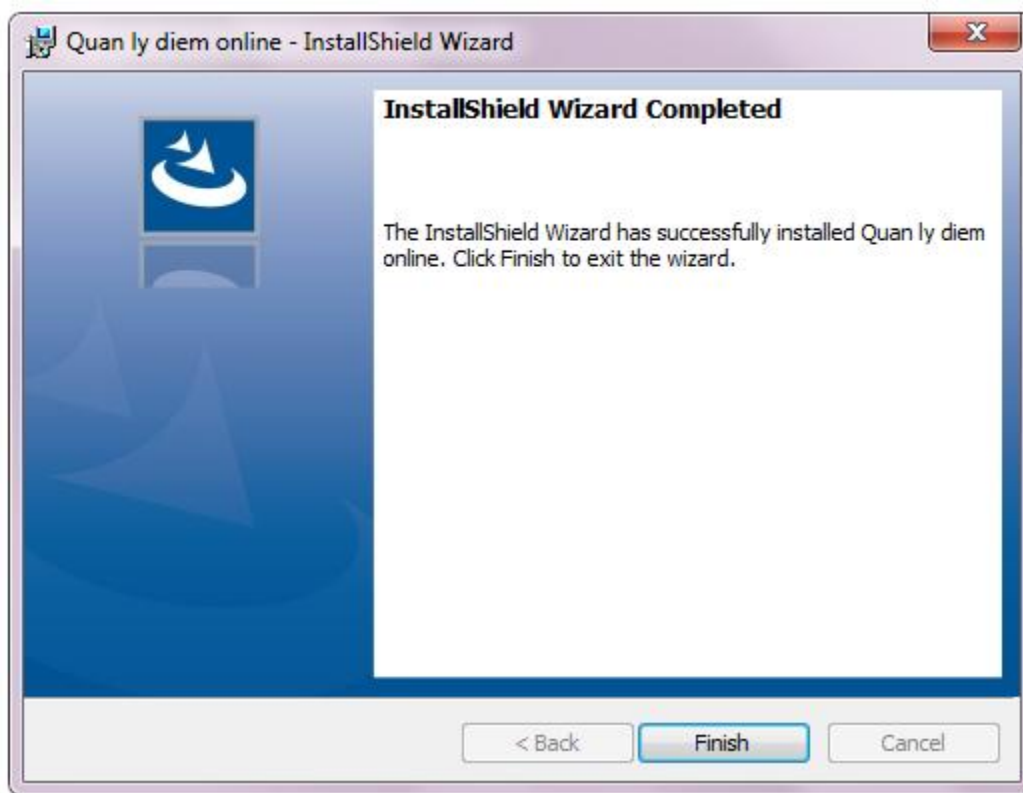 Quan ly diem online - InstallShield Wizard
InstallShield Wizard Completed
The InstallShield Wizard has successfully installed Quan ly diem
online. Click Finish to exit the wizard.
< Back
Finish
Cancel